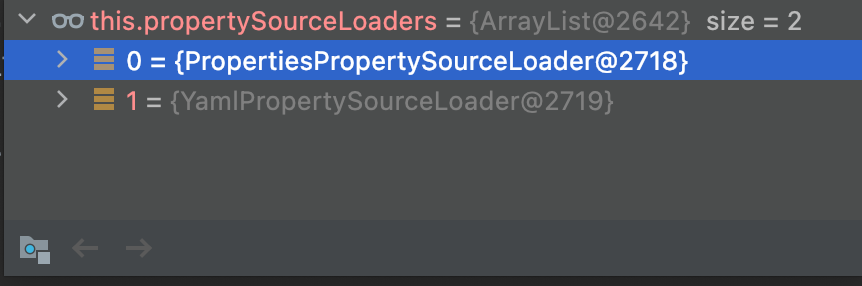 this.propertySourceLoaders = {ArrayList@2642} size = 2
0 = {PropertiesPropertySourceLoader@2718}
1 = {YamlPropertySourceLoader@2719}